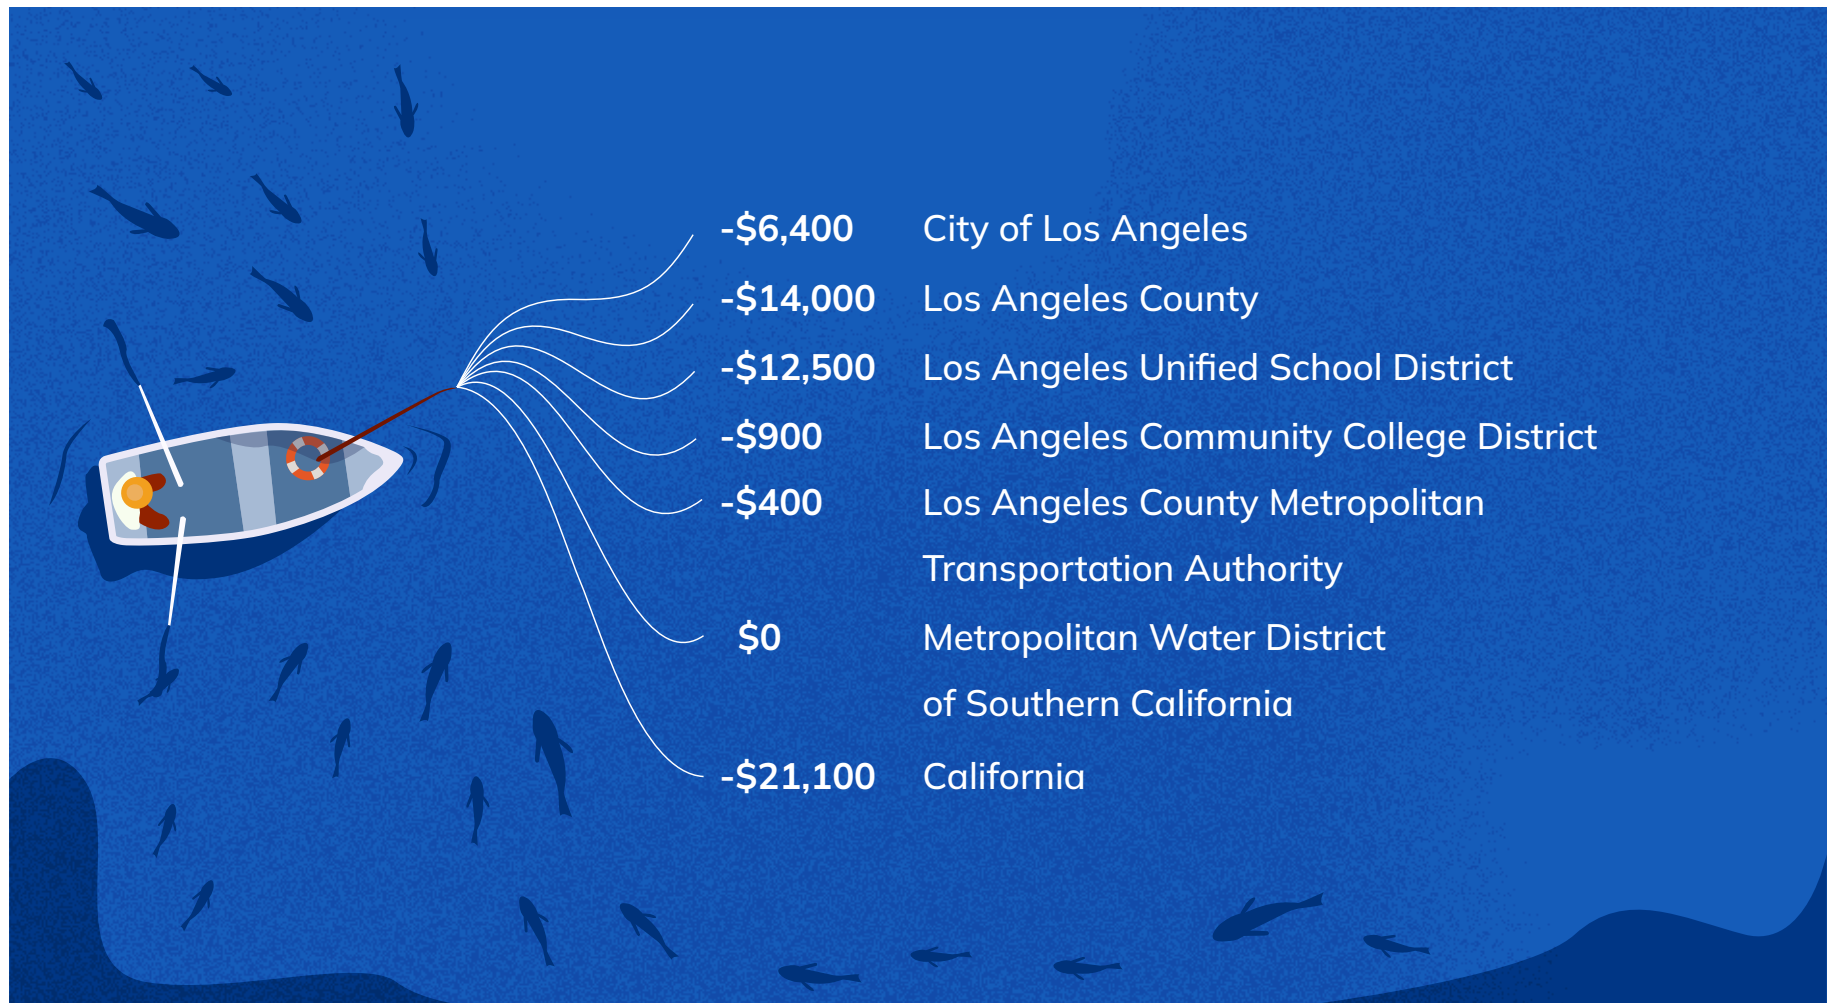 -$6,400 City of Los Angeles
-$14,000 Los Angeles County
-$12,500 Los Angeles Unified School District
-$900 Los Angeles Community College District
-$400 Los Angeles County Metropolitan
Transportation Authority
$0 Metropolitan Water District
of Southern California
-$21,100 California